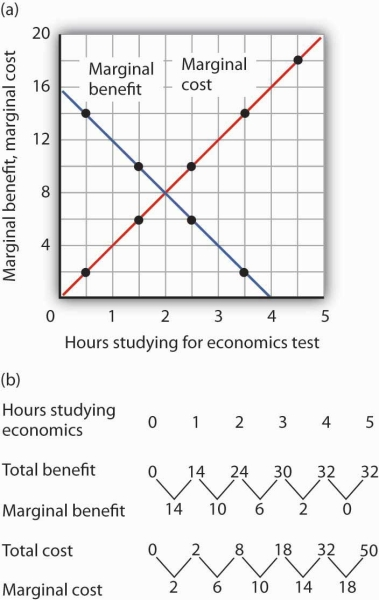 (a)
Marginal benefit, marginal cost
20
16
12
8
4
Marginal
benefit
Marginal
cost
0 1 2 3 4 5
Hours studying for economics test
(b)
Hours studying
economics
0 1 2 3 4 5
Total benefit 0 14 24 30 32 32
Marginal benefit 14 10 6 2 0
Total cost 0 2 8 18 32 50
Marginal cost 2 6 10 14 18